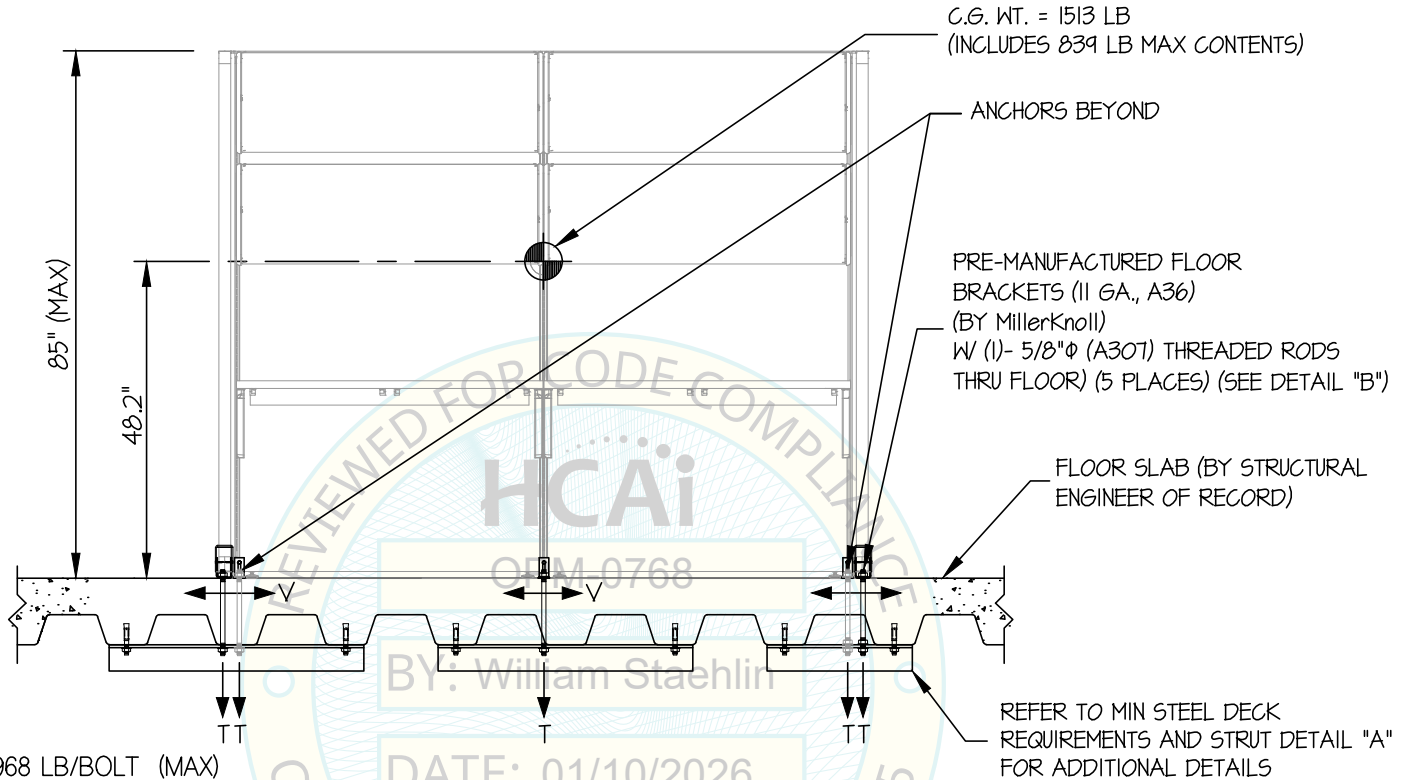 C.G. WT. = 1513 LB
(INCLUDES 839 LB MAX CONTENTS)
ANCHORS BEYOND
PRE-MANUFACTURED FLOOR
BRACKETS (11 GA., A36)
(BY MillerKnoll)
W/ (1)- 5/8"Φ (A307) THREADED RODS
THRU FLOOR) (5 PLACES) (SEE DETAIL "B")
85" (MAX)
48.2"
FLOOR SLAB (BY STRUCTURAL
ENGINEER OF RECORD)
REVIEWED FOR CODE COMPLIANCE
HCAi
OPM-0768
V
V
BY: William Staehlin
T T
T
T T
REFER TO MIN STEEL DECK
REQUIREMENTS AND STRUT DETAIL "A"
FOR ADDITIONAL DETAILS
968 LB/BOLT (MAX)
DATE: 01/10/2026